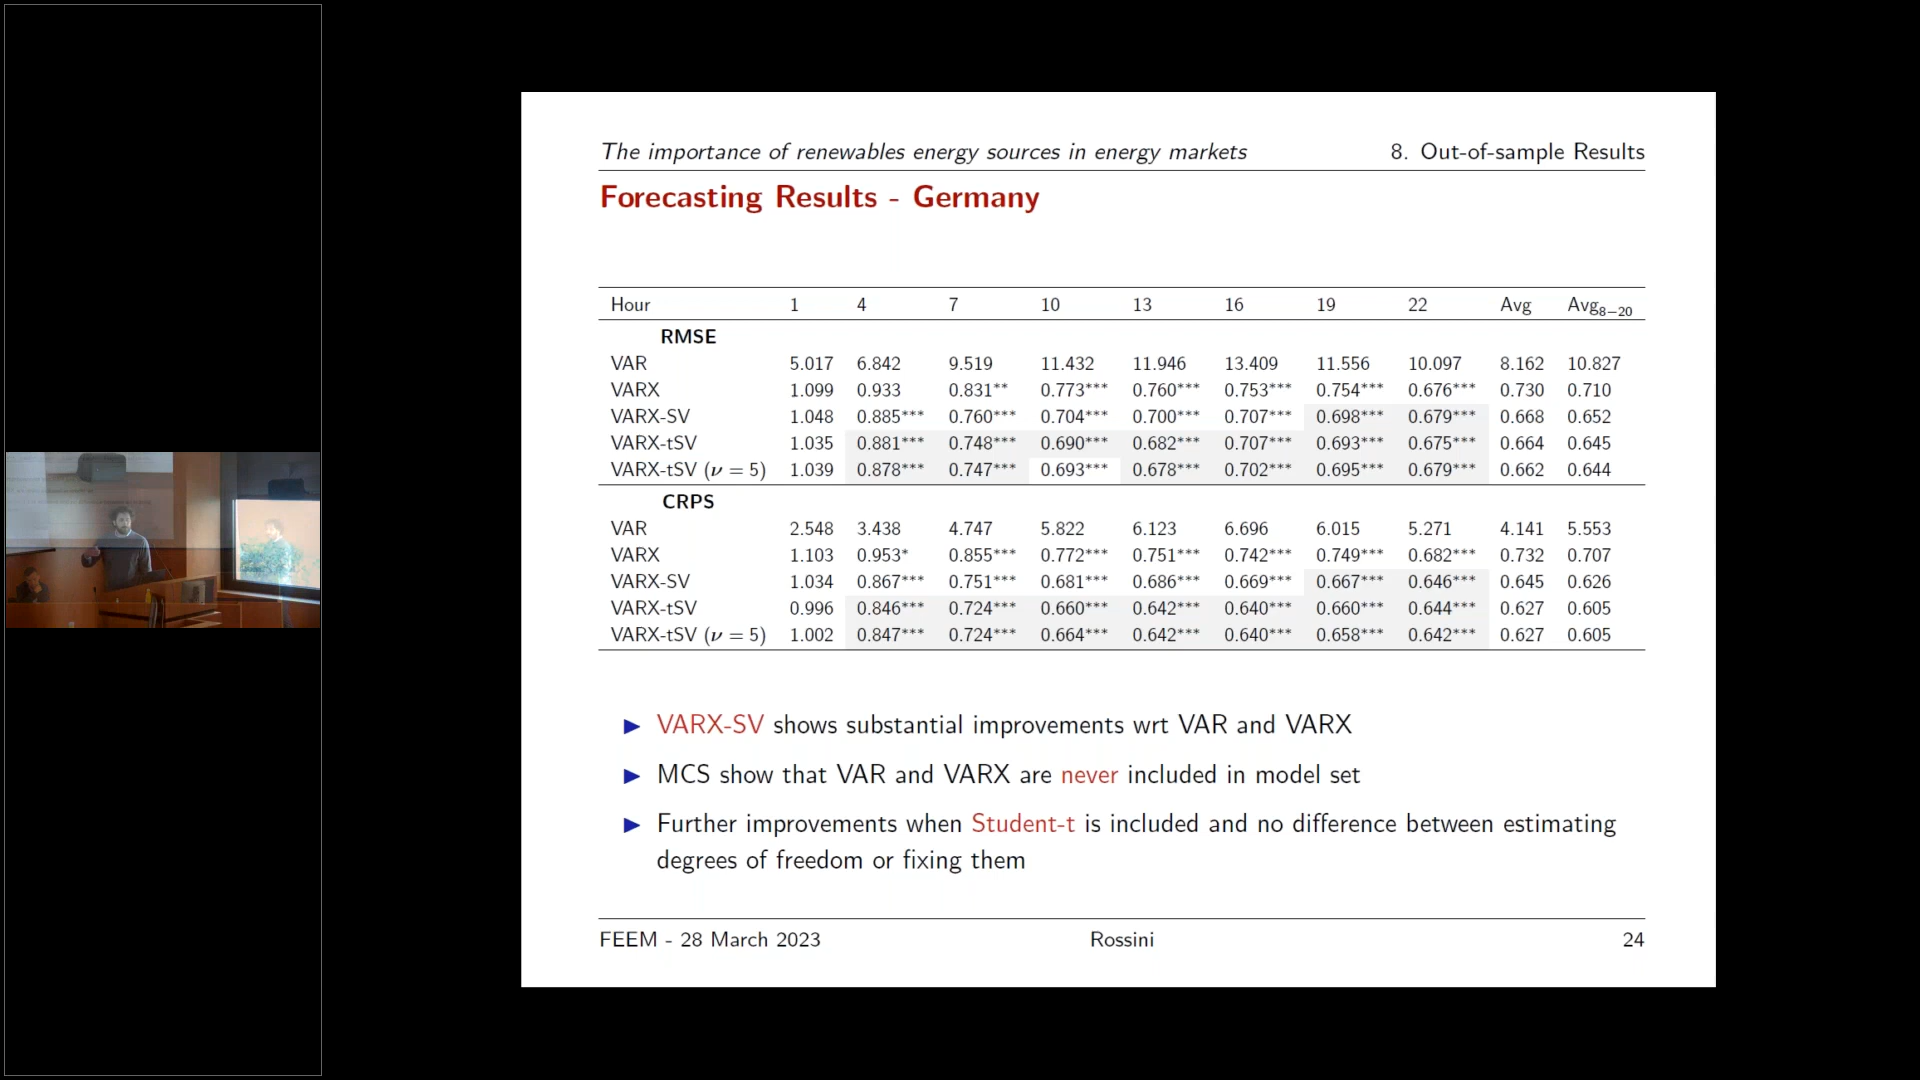 The importance of renewables energy sources in energy markets 8. Out-of-sample Results
Forecasting Results - Germany
Hour 1 4 7 10 13 16 19 22 Avg Avg8−20
RMSE
VAR 5.017 6.842 9.519 11.432 11.946 13.409 11.556 10.097 8.162 10.827
VARX 1.099 0.933 0.831** 0.773*** 0.760*** 0.753*** 0.754*** 0.676*** 0.730 0.710
VARX-SV 1.048 0.885*** 0.760*** 0.704*** 0.700*** 0.707*** 0.698*** 0.679*** 0.668 0.652
VARX-tSV 1.035 0.881*** 0.748*** 0.690*** 0.682*** 0.707*** 0.693*** 0.675*** 0.664 0.645
VARX-tSV (ν = 5) 1.039 0.878*** 0.747*** 0.693*** 0.678*** 0.702*** 0.695*** 0.679*** 0.662 0.644
CRPS
VAR 2.548 3.438 4.747 5.822 6.123 6.696 6.015 5.271 4.141 5.553
VARX 1.103 0.953* 0.855*** 0.772*** 0.751*** 0.742*** 0.749*** 0.682*** 0.732 0.707
VARX-SV 1.034 0.867*** 0.751*** 0.681*** 0.686*** 0.669*** 0.667*** 0.646*** 0.645 0.626
VARX-tSV 0.996 0.846*** 0.724*** 0.660*** 0.642*** 0.640*** 0.660*** 0.644*** 0.627 0.605
VARX-tSV (ν = 5) 1.002 0.847*** 0.724*** 0.664*** 0.642*** 0.640*** 0.658*** 0.642*** 0.627 0.605
▶ VARX-SV shows substantial improvements wrt VAR and VARX
▶ MCS show that VAR and VARX are never included in model set
▶ Further improvements when Student-t is included and no difference between estimating
degrees of freedom or fixing them
FEEM - 28 March 2023 Rossini 24